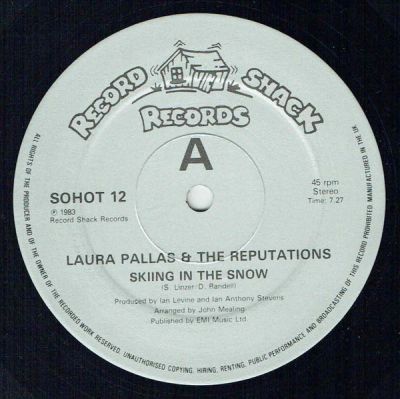 RECORD SHACK
RECORDS
A
SOHOT 12
℗ 1983
Record Shack Records
45 rpm
Stereo
Time: 7.27
LAURA PALLAS & THE REPUTATIONS
SKIING IN THE SNOW
(S. Linzer/D. Randell)
Produced by Ian Levine and Ian Anthony Stevens
Arranged by John Mealing
Published by EMI Music Ltd
ALL RIGHTS OF THE PRODUCER AND OF THE OWNER OF THE RECORDED WORK RESERVED. UNAUTHORISED COPYING, HIRING, RENTING, PUBLIC PERFORMANCE AND BROADCASTING OF THIS RECORD PROHIBITED. MANUFACTURED IN THE UK